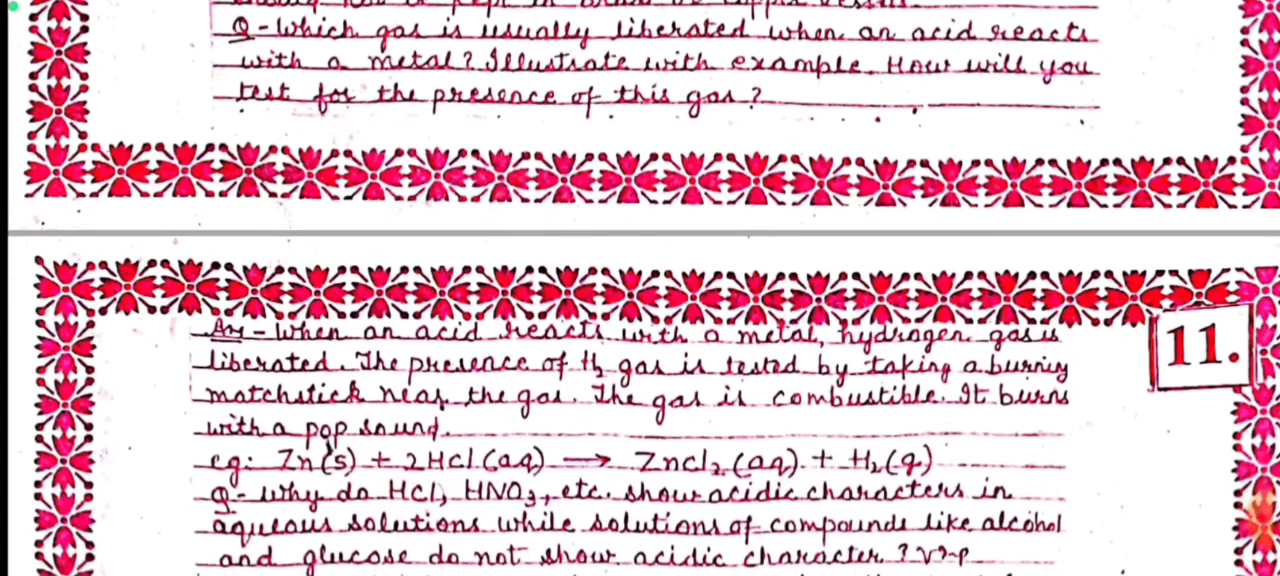 Q-Which gas is usually liberated when an acid reacts
with a metal? Illustrate with example. How will you
test for the presence of this gas?
Ans-When an acid reacts with a metal, hydrogen gas is
liberated. The presence of H2 gas is tested by taking a burning
matchstick near the gas. The gas is combustible. It burns
with a pop sound.
eg: Zn(s) + 2HCl(aq) → ZnCl2(aq) + H2(g)
Q- Why do HCl, HNO3, etc. show acidic characters in
aqueous solutions while solutions of compounds like alcohol
and glucose do not show acidic character?
11.